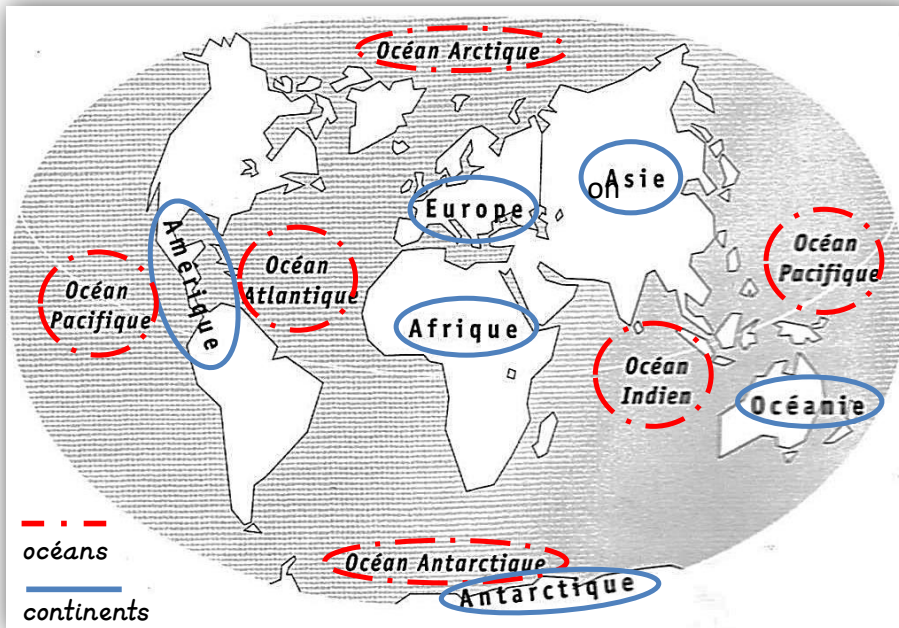 Océan Arctique
Asie
on
Europe
Amérique
Océan
Atlantique
Océan
Pacifique
Océan
Pacifique
Afrique
Océan
Indien
Océanie
océans
Océan Antarctique
Antarctique
continents